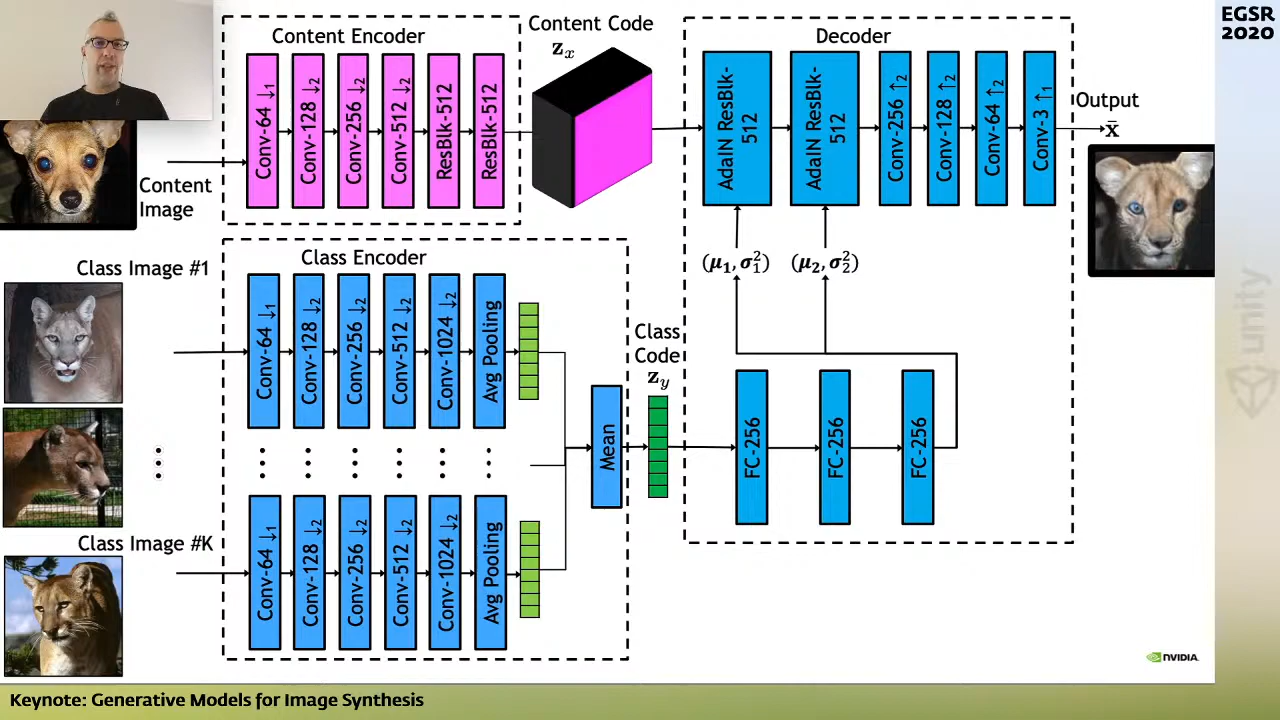 EGSR
2020
Content Encoder
Conv-64 ↓1
Conv-128 ↓2
Conv-256 ↓2
Conv-512 ↓2
ResBlk-512
ResBlk-512
Content Code
z_x
Decoder
AdaIN ResBlk-
512
AdaIN ResBlk-
512
Conv-256 ↑2
Conv-128 ↑2
Conv-64 ↑2
Conv-3 ↑1
Output
x̄
Content
Image
(μ₁, σ₁²)
(μ₂, σ₂²)
Class Image #1
Class Encoder
Conv-64 ↓1
Conv-128 ↓2
Conv-256 ↓2
Conv-512 ↓2
Conv-1024 ↓2
Avg Pooling
Class
Code
z_y
Mean
FC-256
FC-256
FC-256
Class Image #K
Conv-64 ↓1
Conv-128 ↓2
Conv-256 ↓2
Conv-512 ↓2
Conv-1024 ↓2
Avg Pooling
unity
NVIDIA.
Keynote: Generative Models for Image Synthesis